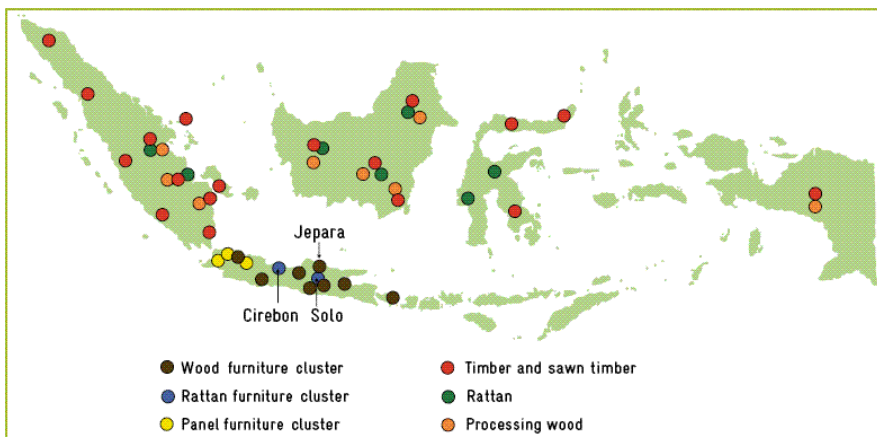 Jepara
Cirebon Solo
Wood furniture cluster
Rattan furniture cluster
Panel furniture cluster
Timber and sawn timber
Rattan
Processing wood